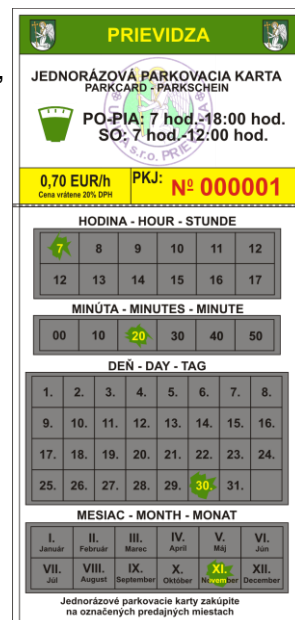 PRIEVIDZA
JEDNORÁZOVÁ PARKOVACIA KARTA
PARKCARD - PARKSCHEIN
PO-PIA: 7 hod.-18:00 hod.
SO: 7 hod.-12:00 hod.
s.r.o. PRIE
0,70 EUR/h
Cena vrátene 20% DPH
PKJ:
Nº 000001
HODINA - HOUR - STUNDE
7 8 9 10 11 12
12 13 14 15 16 17
MINÚTA - MINUTES - MINUTE
00 10 20 30 40 50
DEŇ - DAY - TAG
1. 2. 3. 4. 5. 6. 7. 8.
9. 10. 11. 12. 13. 14. 15. 16.
17. 18. 19. 20. 21. 22. 23. 24.
25. 26. 27. 28. 29. 30. 31.
MESIAC - MONTH - MONAT
I. II. III. IV. V. VI.
Január Február Marec Apríl Máj Jún
VII. VIII. IX. X. XI. XII.
Júl August September Október November December
Jednorázové parkovacie karty zakúpite
na označených predajných miestach